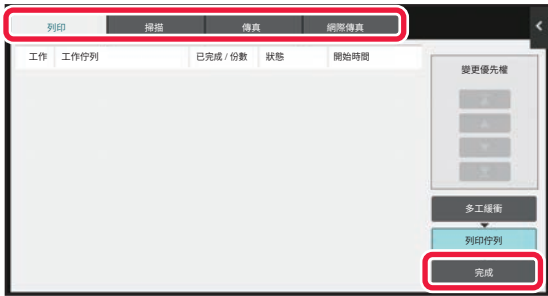 列印 掃描 傳真 網際傳真
工作 工作佇列 已完成 / 份數 狀態 開始時間
變更優先權
多工緩衝
列印佇列
完成